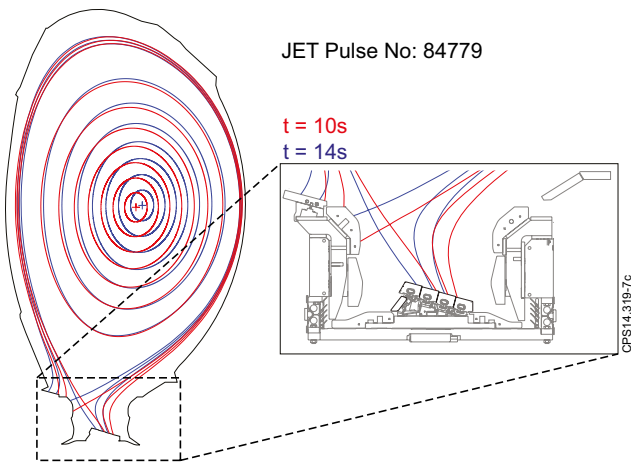 JET Pulse No: 84779
t = 10s
t = 14s
CPS14.319-7c